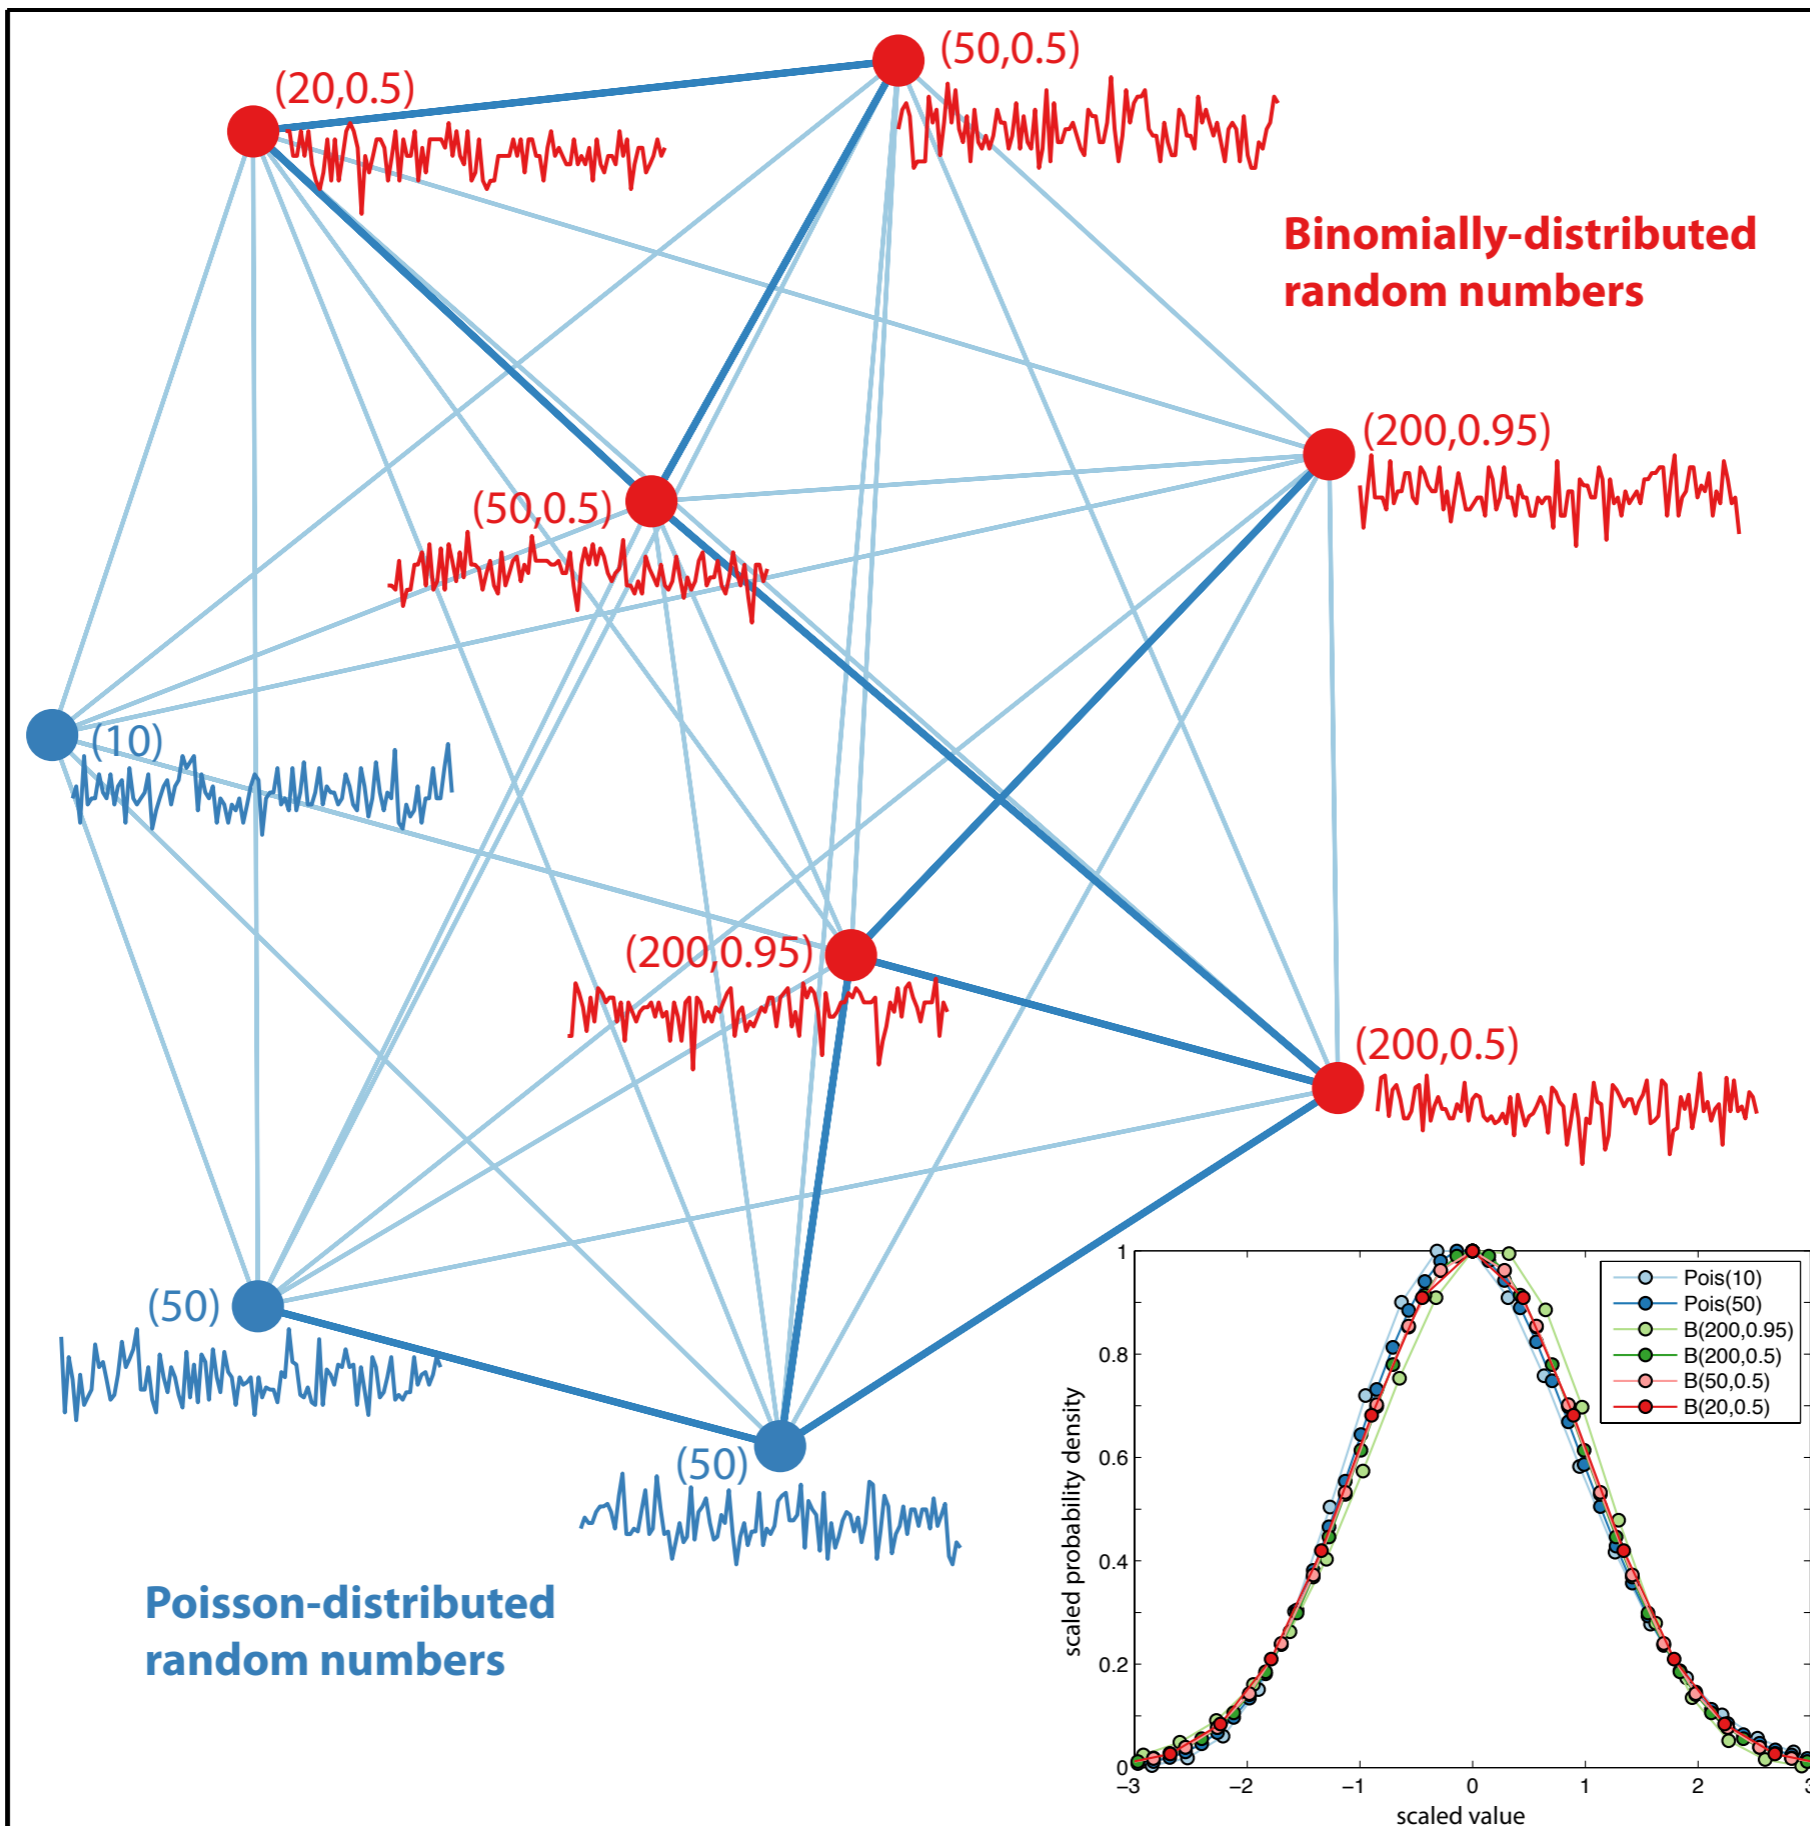 (50,0.5)
(20,0.5)
Binomially-distributed
random numbers
(200,0.95)
(50,0.5)
(10)
(200,0.95)
(200,0.5)
(50)
(50)
Poisson-distributed
random numbers
1
0.8
0.6
0.4
0.2
0
scaled probability density
Pois(10)
Pois(50)
B(200,0.95)
B(200,0.5)
B(50,0.5)
B(20,0.5)
−3 −2 −1 0 1 2 3
scaled value